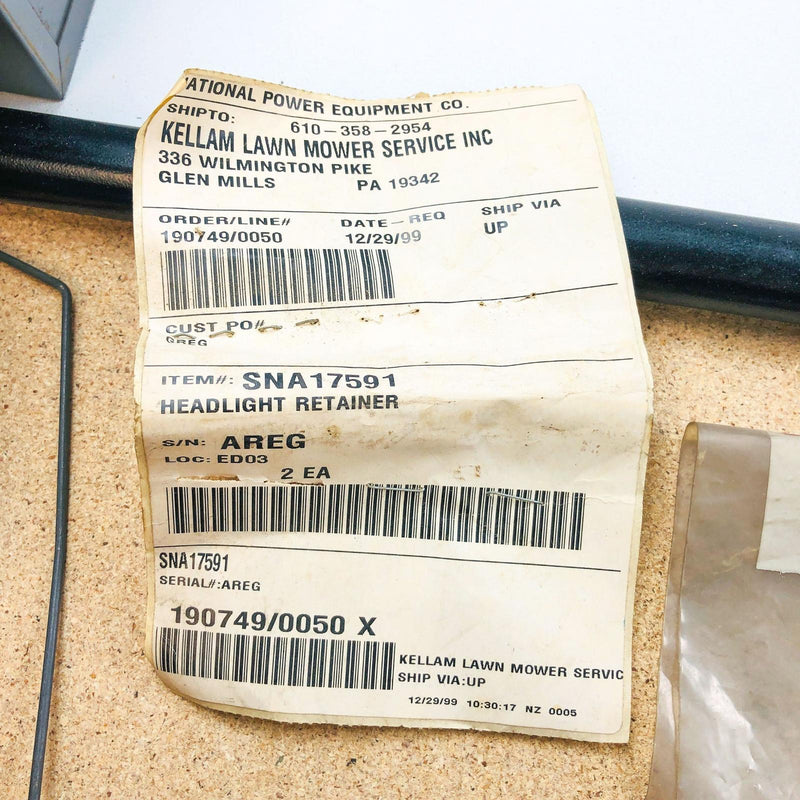 NATIONAL POWER EQUIPMENT CO.
SHIPTO: 610-358-2954
KELLAM LAWN MOWER SERVICE INC
336 WILMINGTON PIKE
GLEN MILLS PA 19342
ORDER/LINE# DATE-REQ SHIP VIA
190749/0050 12/29/99 UP
CUST PO#
GREG
ITEM#: SNA17591
HEADLIGHT RETAINER
S/N: AREG
LOC: ED03
2 EA
SNA17591
SERIAL#:AREG
190749/0050 X
KELLAM LAWN MOWER SERVIC
SHIP VIA:UP
12/29/99 10:30:17 NZ 0005